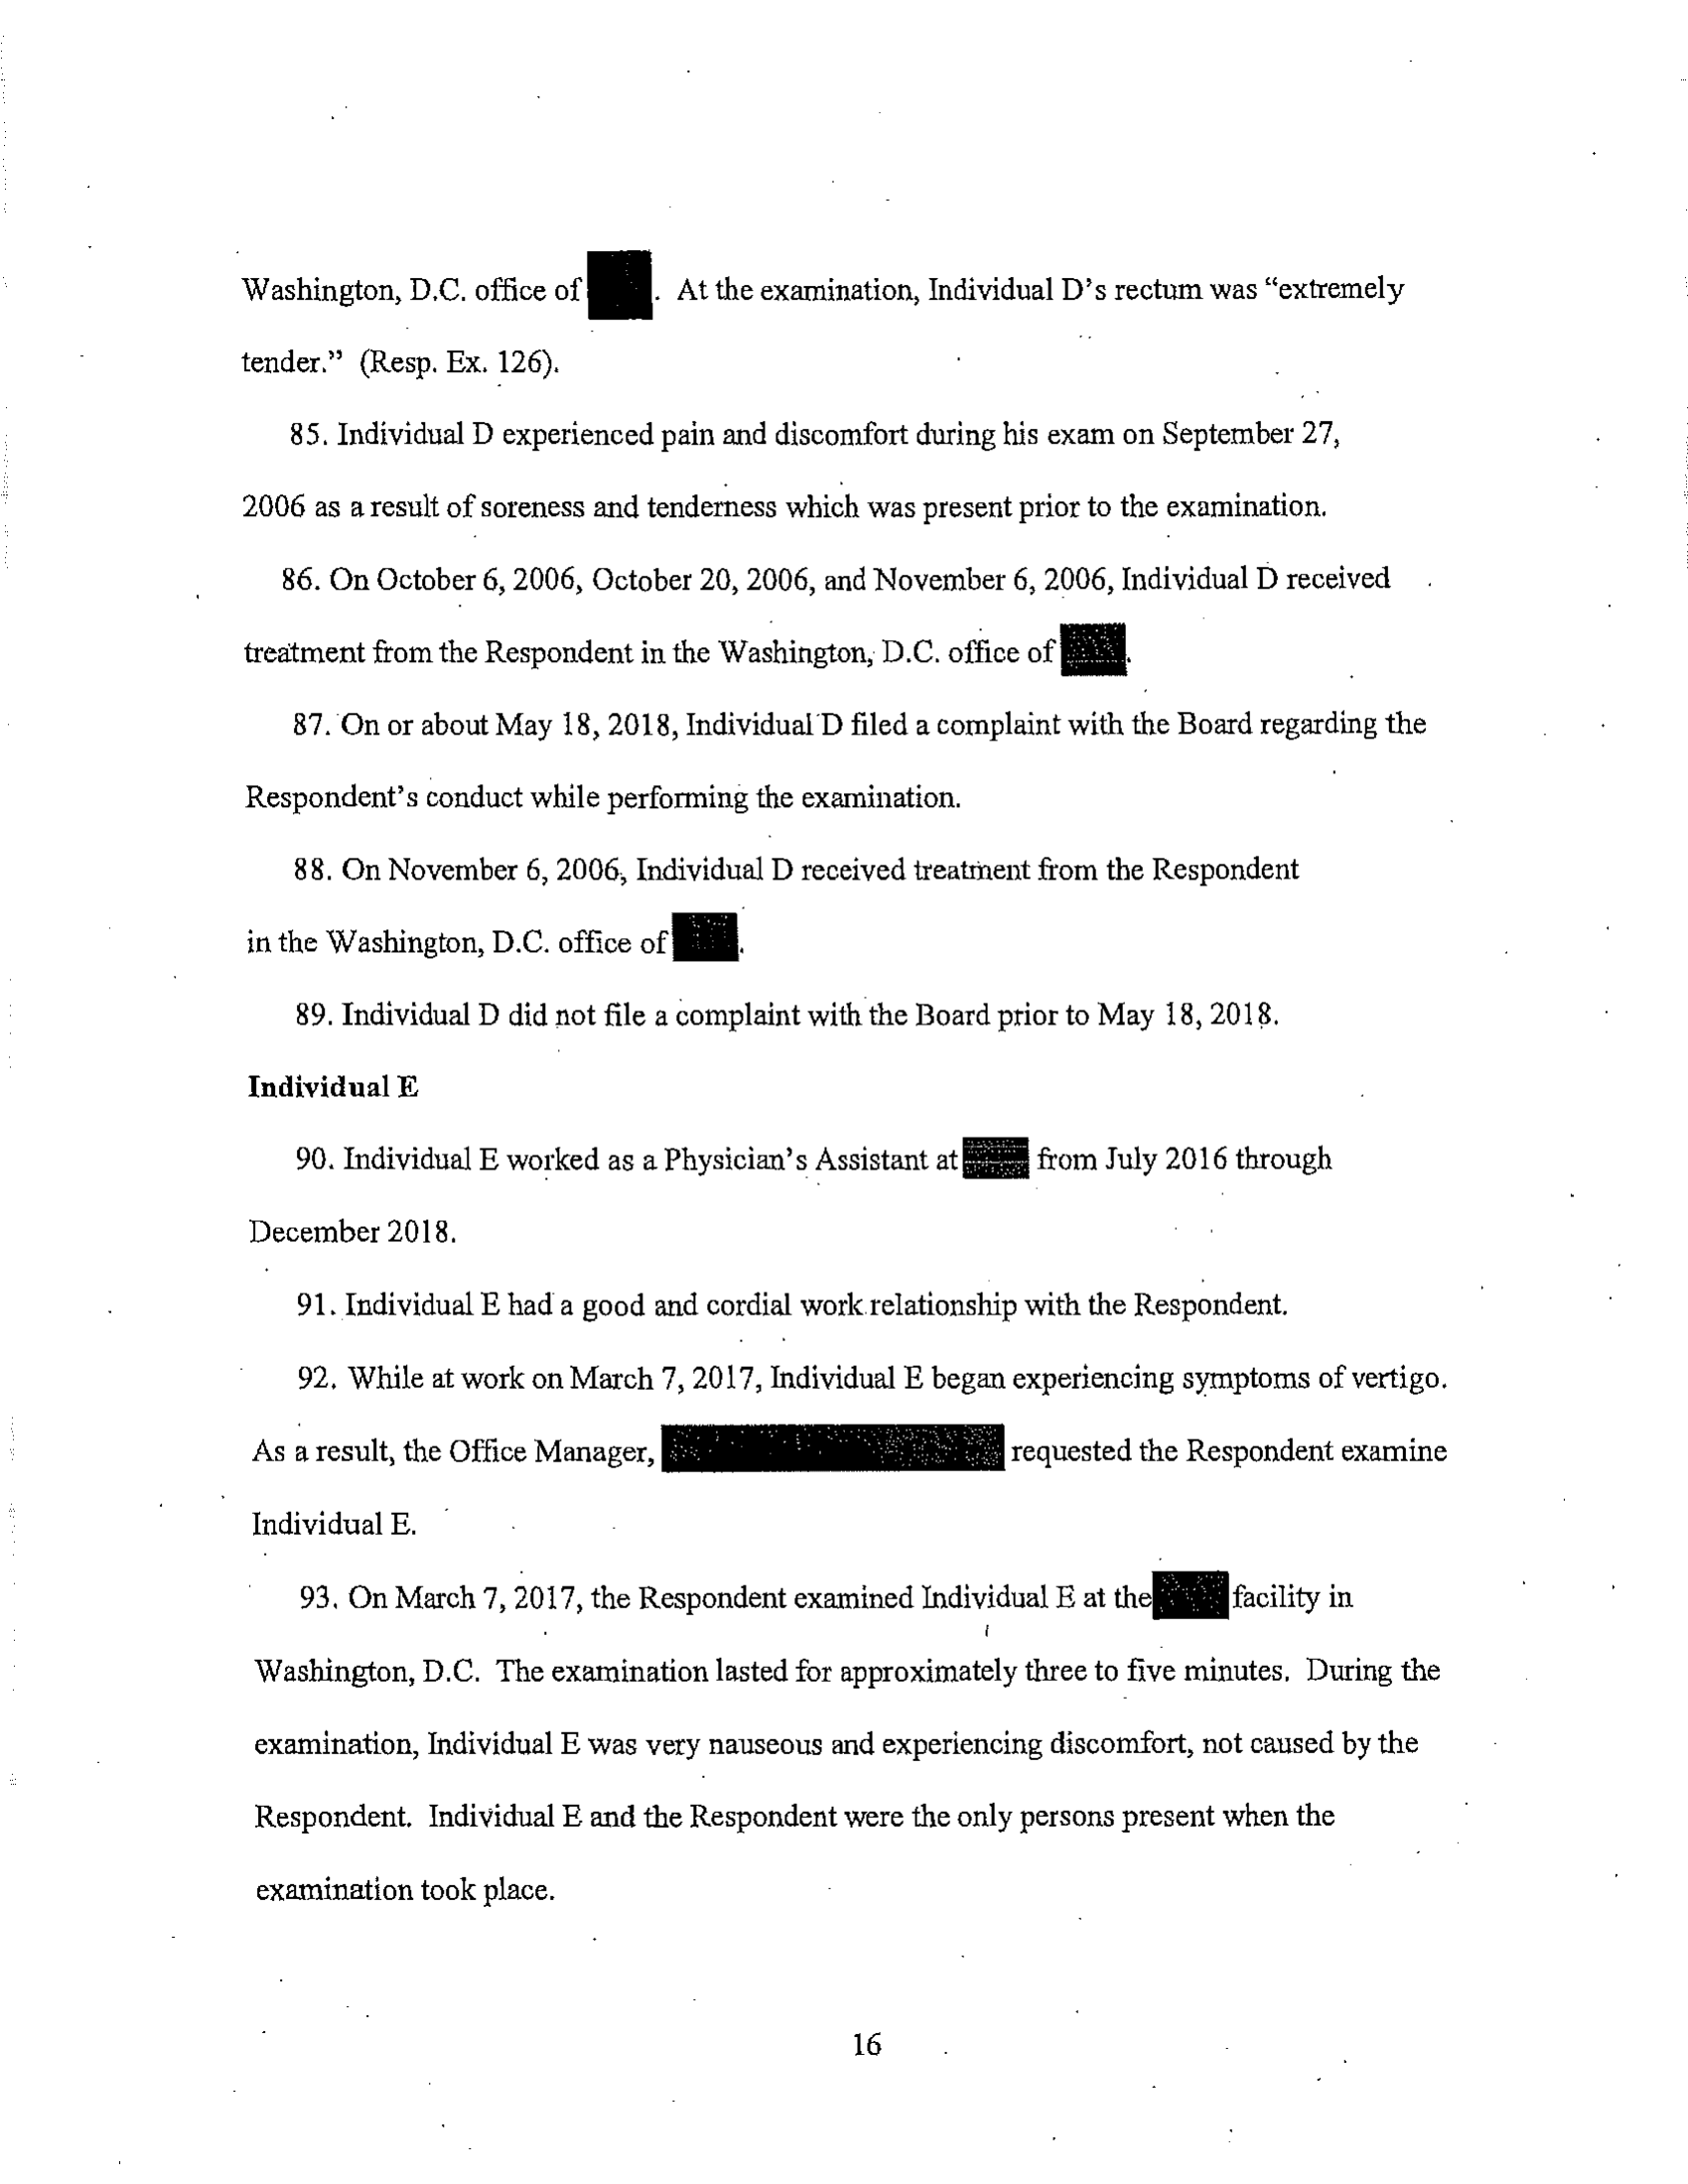 Washington, D.C. office of . At the examination, Individual D's rectum was “extremely
tender.” (Resp. Ex. 126).
85. Individual D experienced pain and discomfort during his exam on September 27,
2006 as a result of soreness and tenderness which was present prior to the examination.
86. On October 6, 2006, October 20, 2006, and November 6, 2006, Individual D received
treatment from the Respondent in the Washington, D.C. office of .
87. On or about May 18, 2018, Individual D filed a complaint with the Board regarding the
Respondent's conduct while performing the examination.
88. On November 6, 2006, Individual D received treatment from the Respondent
in the Washington, D.C. office of .
89. Individual D did not file a complaint with the Board prior to May 18, 2018.
Individual E
90. Individual E worked as a Physician's Assistant at from July 2016 through
December 2018.
91. Individual E had a good and cordial work relationship with the Respondent.
92. While at work on March 7, 2017, Individual E began experiencing symptoms of vertigo.
As a result, the Office Manager, requested the Respondent examine
Individual E.
93. On March 7, 2017, the Respondent examined Individual E at the facility in
Washington, D.C. The examination lasted for approximately three to five minutes. During the
examination, Individual E was very nauseous and experiencing discomfort, not caused by the
Respondent. Individual E and the Respondent were the only persons present when the
examination took place.
16